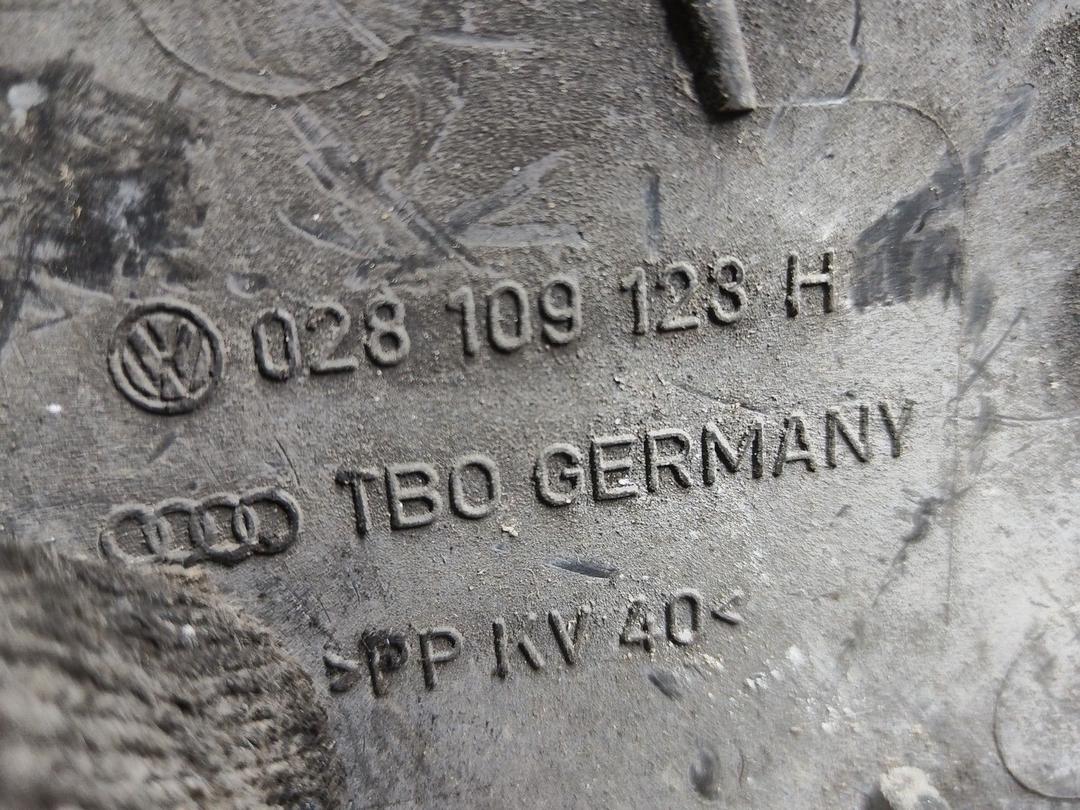 028 109 123 H
TBO GERMANY
>PP KV 40<